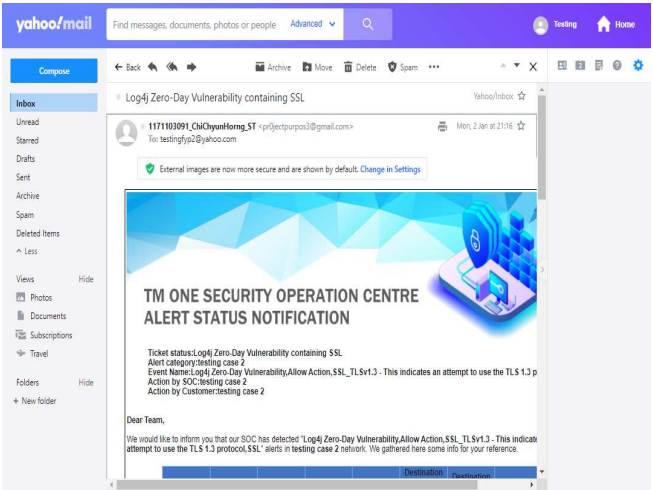 yahoo!mail
Find messages, documents, photos or people
Advanced
Testing
Home
Compose
Back
Archive
Move
Delete
Spam
Inbox
Unread
Starred
Drafts
Sent
Archive
Spam
Deleted Items
Less
Views
Hide
Photos
Documents
Subscriptions
Travel
Folders
Hide
+ New folder
Log4j Zero-Day Vulnerability containing SSL
Yahoo/Inbox
1171103091_ChiChyunHorng_ST <pr0jectpurpos3@gmail.com>
Mon, 2 Jan at 21:16
To: testingfyp2@yahoo.com
External images are now more secure and are shown by default. Change in Settings
TM ONE SECURITY OPERATION CENTRE
ALERT STATUS NOTIFICATION
Ticket status:Log4j Zero-Day Vulnerability containing SSL
Alert category:testing case 2
Event Name:Log4j Zero-Day Vulnerability,Allow Action,SSL_TLSv1.3 - This indicates an attempt to use the TLS 1.3 p
Action by SOC:testing case 2
Action by Customer:testing case 2
Dear Team,
We would like to inform you that our SOC has detected "Log4j Zero-Day Vulnerability,Allow Action,SSL_TLSv1.3 - This indicate
attempt to use the TLS 1.3 protocol,SSL" alerts in testing case 2 network. We gathered here some info for your reference.
Destination
Destination